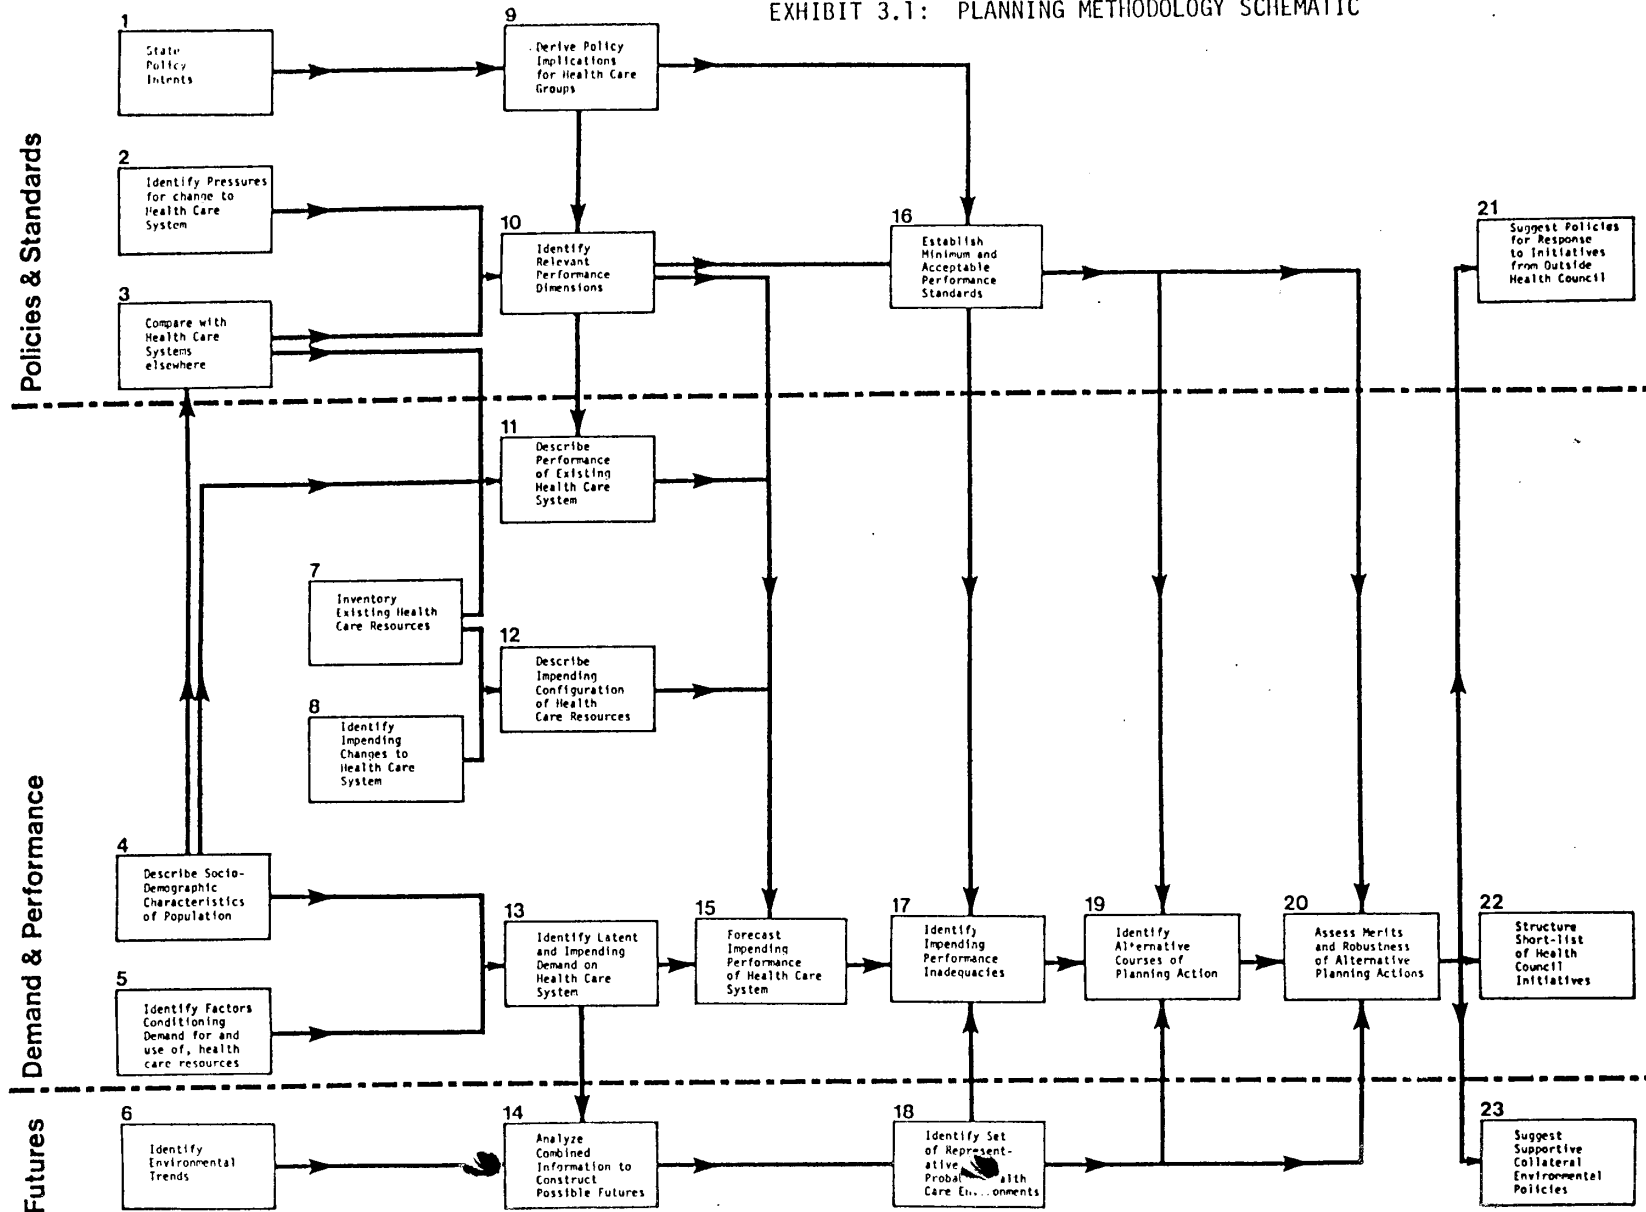 EXHIBIT 3.1: PLANNING METHODOLOGY SCHEMATIC
Policies & Standards
Demand & Performance
Futures
1
State
Policy
Intents
2
Identify Pressures
for change to
Health Care
System
3
Compare with
Health Care
Systems
elsewhere
4
Describe Socio-
Demographic
Characteristics
of Population
5
Identify Factors
Conditioning
Demand for and
use of, health
care resources
6
Identify
Environmental
Trends
7
Inventory
Existing Health
Care Resources
8
Identify
Impending
Changes to
Health Care
System
9
Derive Policy
Implications
for Health Care
Groups
10
Identify
Relevant
Performance
Dimensions
11
Describe
Performance
of Existing
Health Care
System
12
Describe
Impending
Configuration
of Health
Care Resources
13
Identify Latent
and Impending
Demand on
Health Care
System
14
Analyze
Combined
Information to
Construct
Possible Futures
15
Forecast
Impending
Performance
of Health Care
System
16
Establish
Minimum and
Acceptable
Performance
Standards
17
Identify
Impending
Performance
Inadequacies
18
Identify Set
of Represent-
ative
Care
19
Identify
Alternative
Courses of
Planning Action
20
Assess Merits
and Robustness
of Alternative
Planning Actions
21
Suggest Policies
for Response
to Initiatives
from Outside
Health Council
22
Structure
Short-list
of Health
Council
Initiatives
23
Suggest
Supportive
Collateral
Environmental
Policies